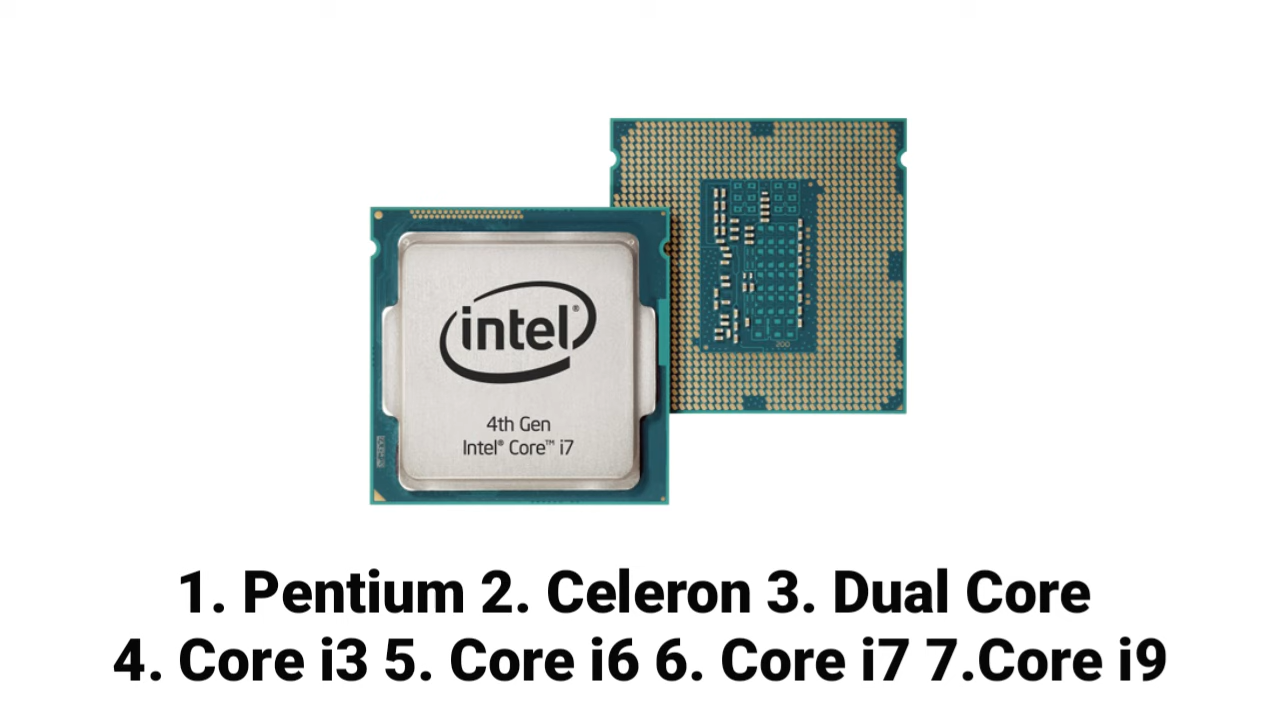 intel®
4th Gen
Intel® Core™ i7
1. Pentium 2. Celeron 3. Dual Core
4. Core i3 5. Core i6 6. Core i7 7.Core i9